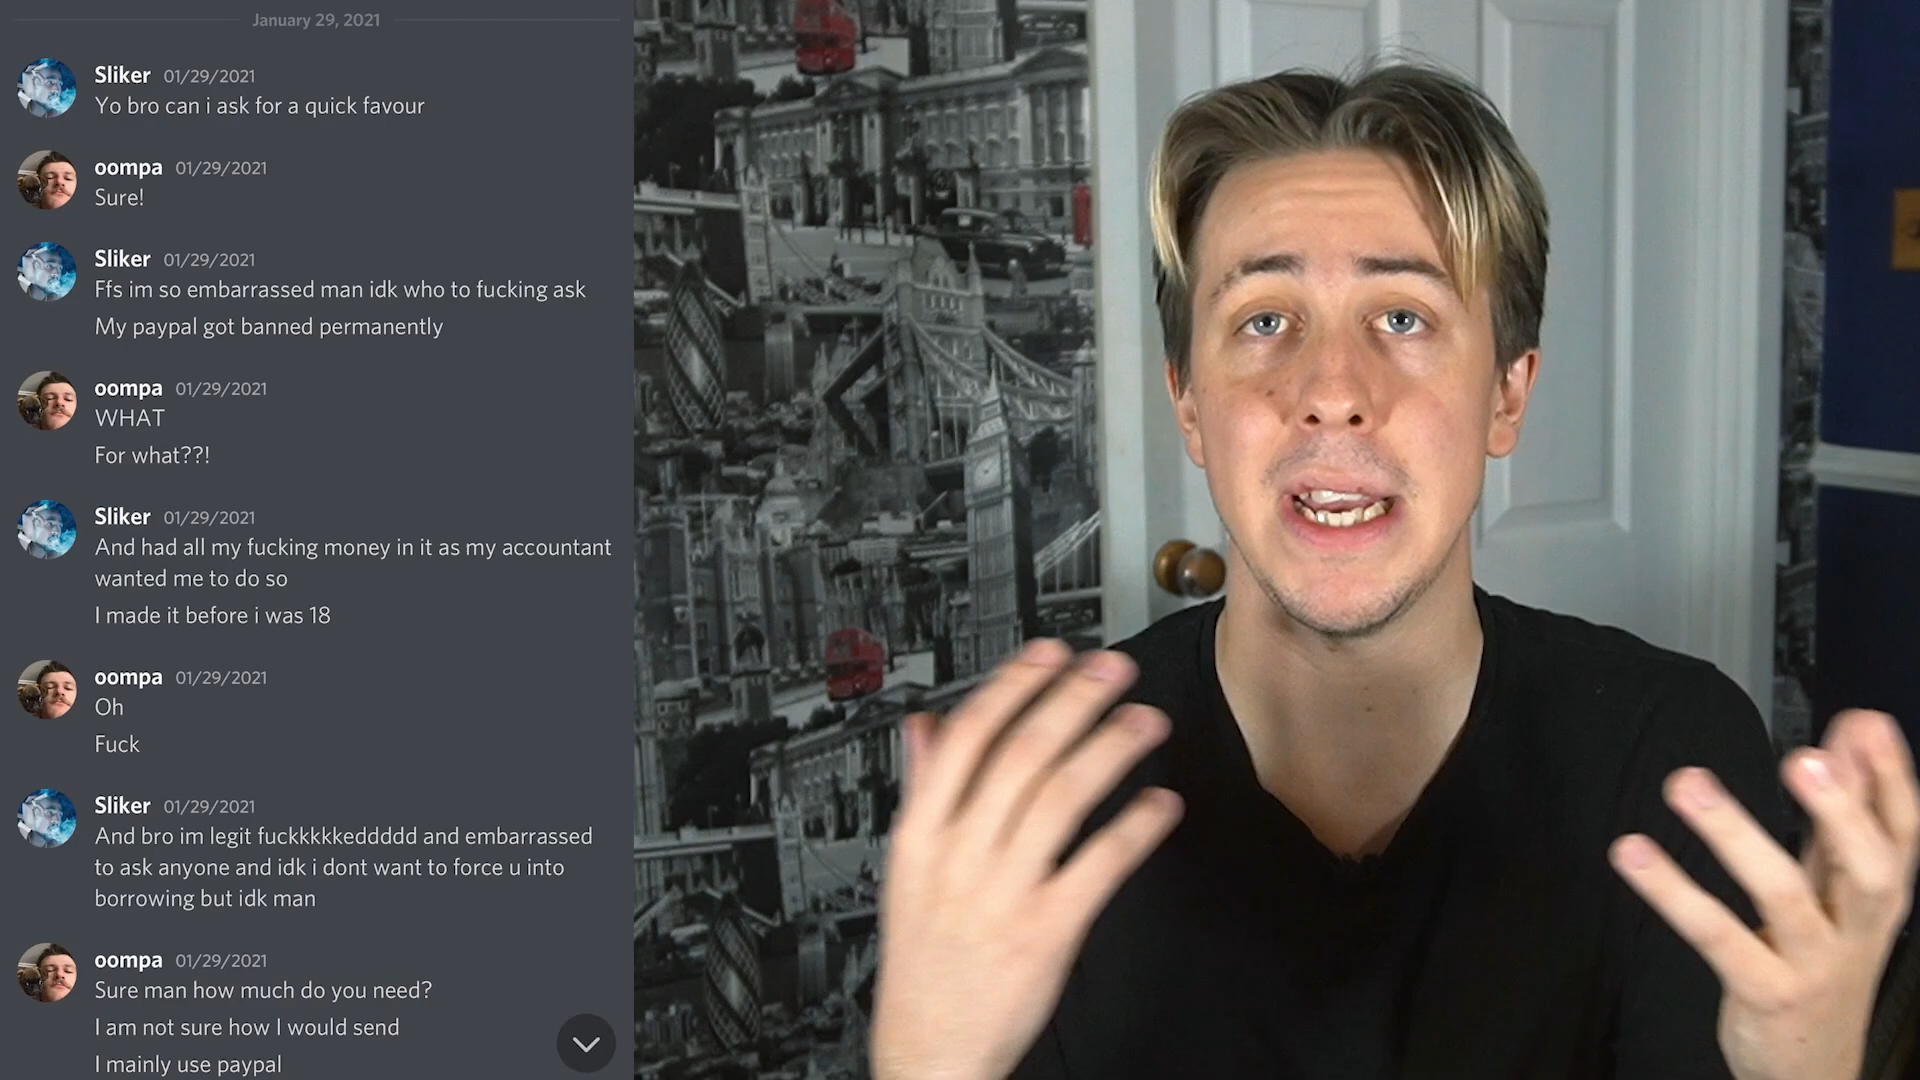 January 29, 2021
Sliker 01/29/2021
Yo bro can i ask for a quick favour
oompa 01/29/2021
Sure!
Sliker 01/29/2021
Ffs im so embarrassed man idk who to fucking ask
My paypal got banned permanently
oompa 01/29/2021
WHAT
For what??!
Sliker 01/29/2021
And had all my fucking money in it as my accountant
wanted me to do so
I made it before i was 18
oompa 01/29/2021
Oh
Fuck
Sliker 01/29/2021
And bro im legit fuckkkkkeddddd and embarrassed
to ask anyone and idk i dont want to force u into
borrowing but idk man
oompa 01/29/2021
Sure man how much do you need?
I am not sure how I would send
I mainly use paypal